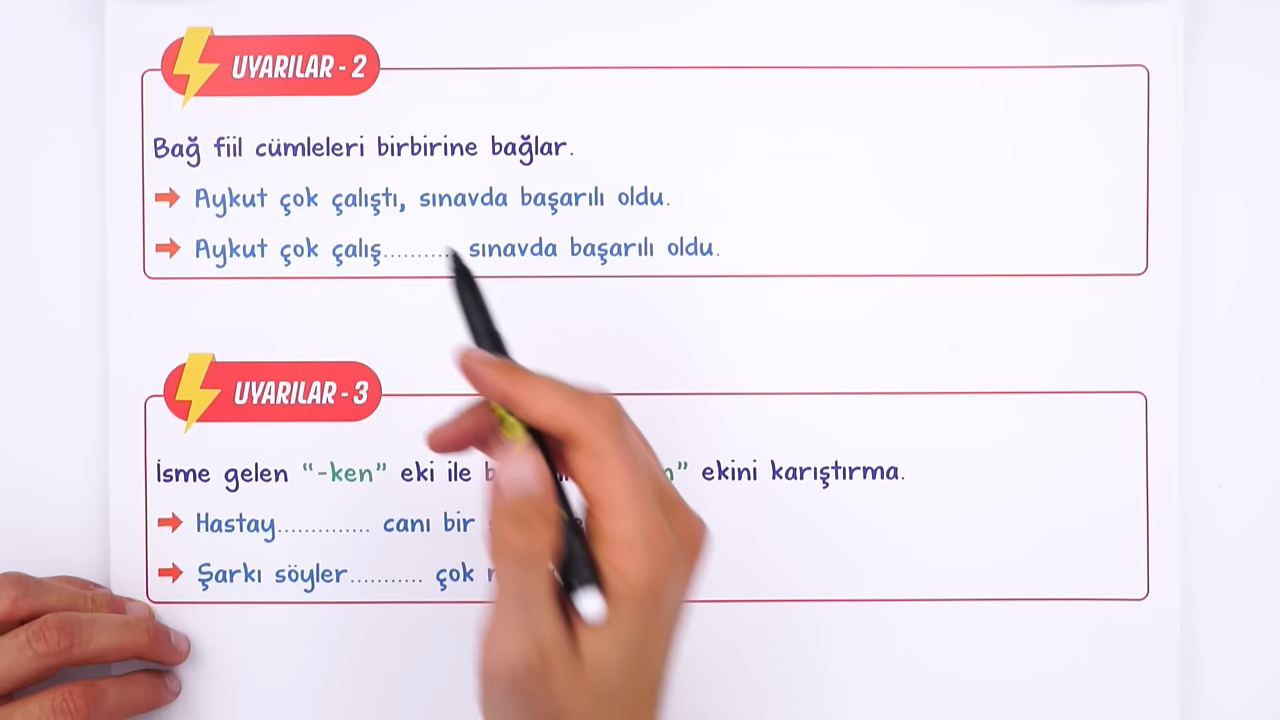 UYARILAR - 2
Bağ fiil cümleleri birbirine bağlar.
Aykut çok çalıştı, sınavda başarılı oldu.
Aykut çok çalış.......... sınavda başarılı oldu.
UYARILAR - 3
İsme gelen “-ken” eki ile ekini karıştırma.
Hastay.............. canı bir
Şarkı söyler........... çok